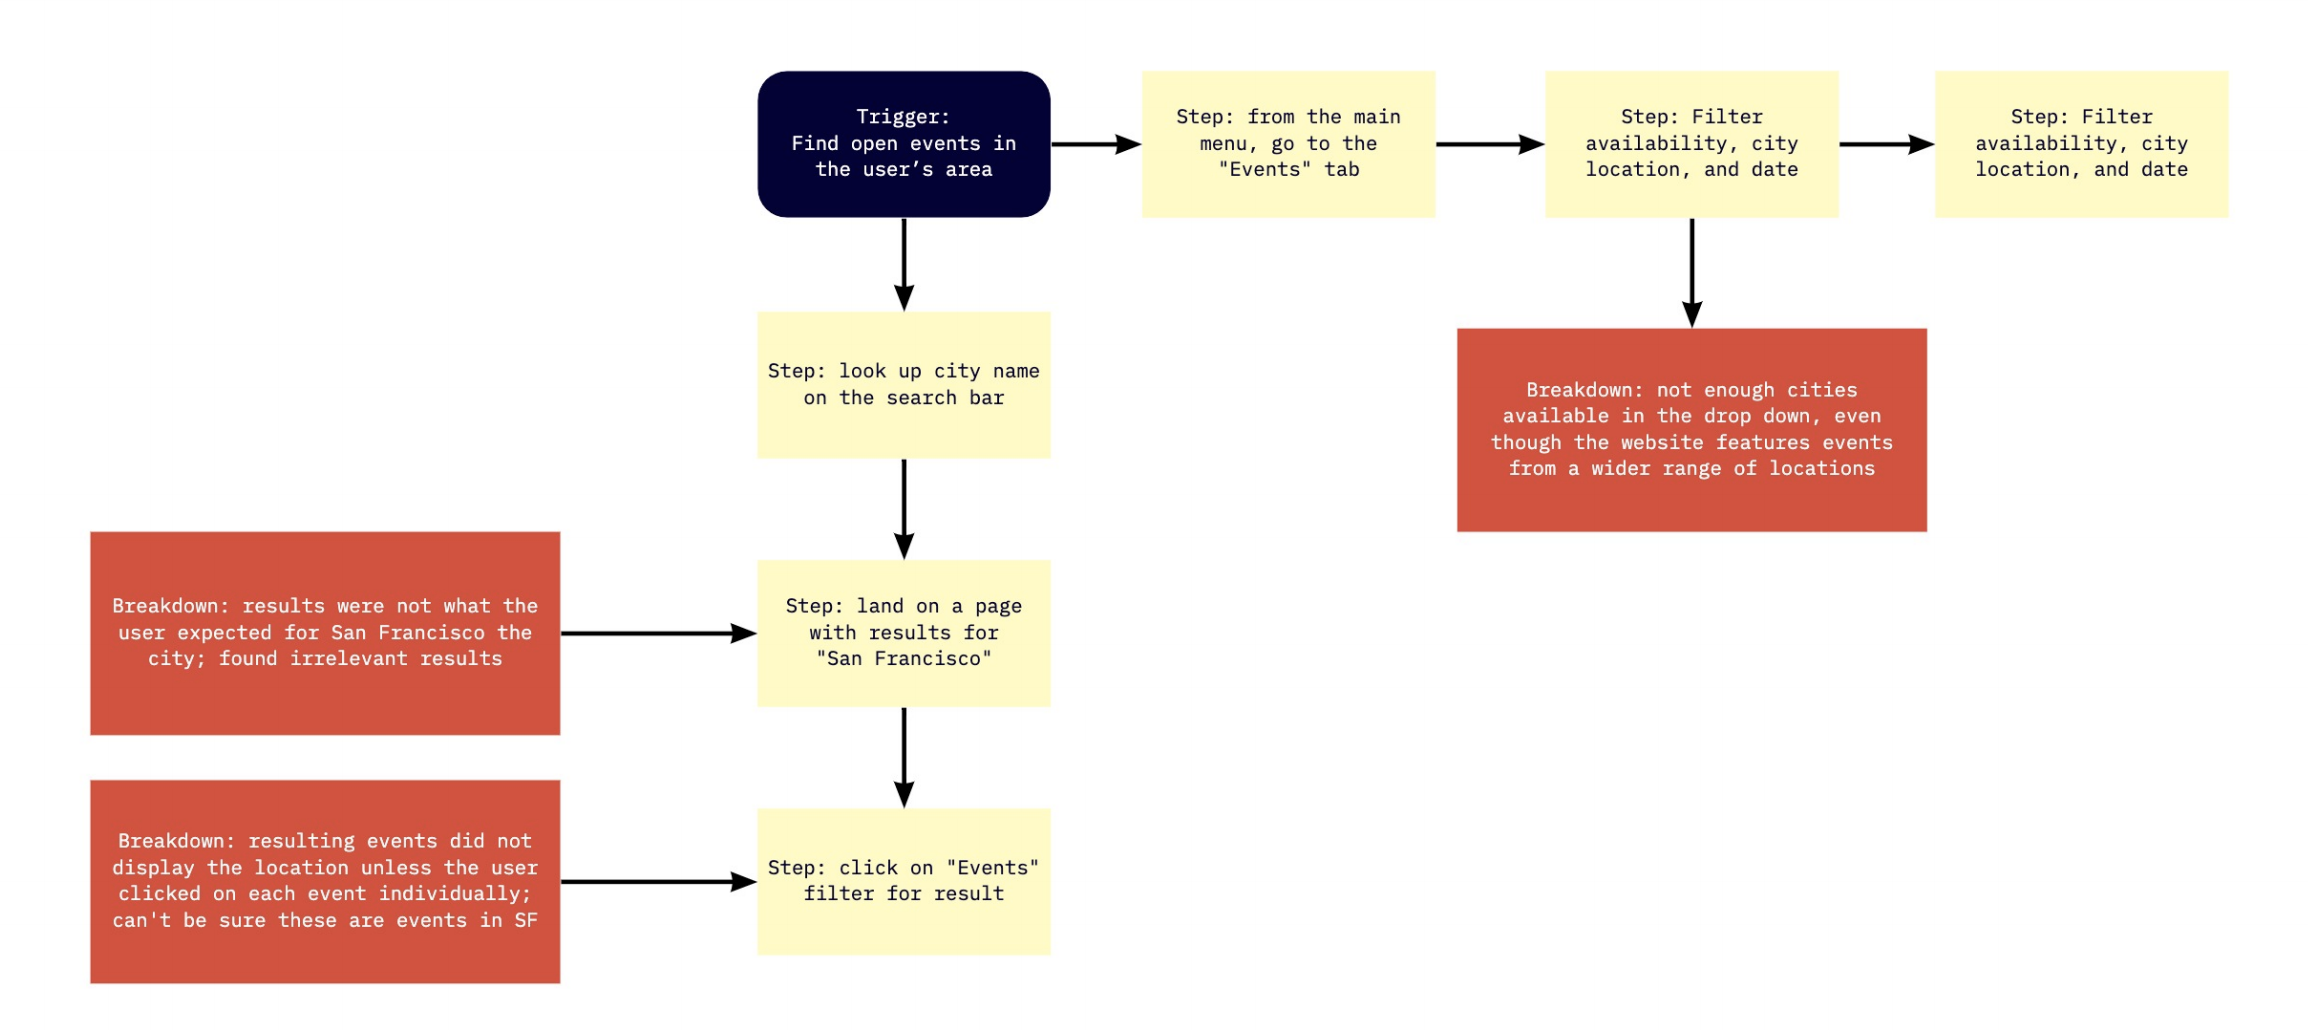 Trigger:
Find open events in
the user’s area
Step: from the main
menu, go to the
"Events" tab
Step: Filter
availability, city
location, and date
Step: Filter
availability, city
location, and date
Step: look up city name
on the search bar
Breakdown: not enough cities
available in the drop down, even
though the website features events
from a wider range of locations
Breakdown: results were not what the
user expected for San Francisco the
city; found irrelevant results
Step: land on a page
with results for
"San Francisco"
Breakdown: resulting events did not
display the location unless the user
clicked on each event individually;
can't be sure these are events in SF
Step: click on "Events"
filter for result